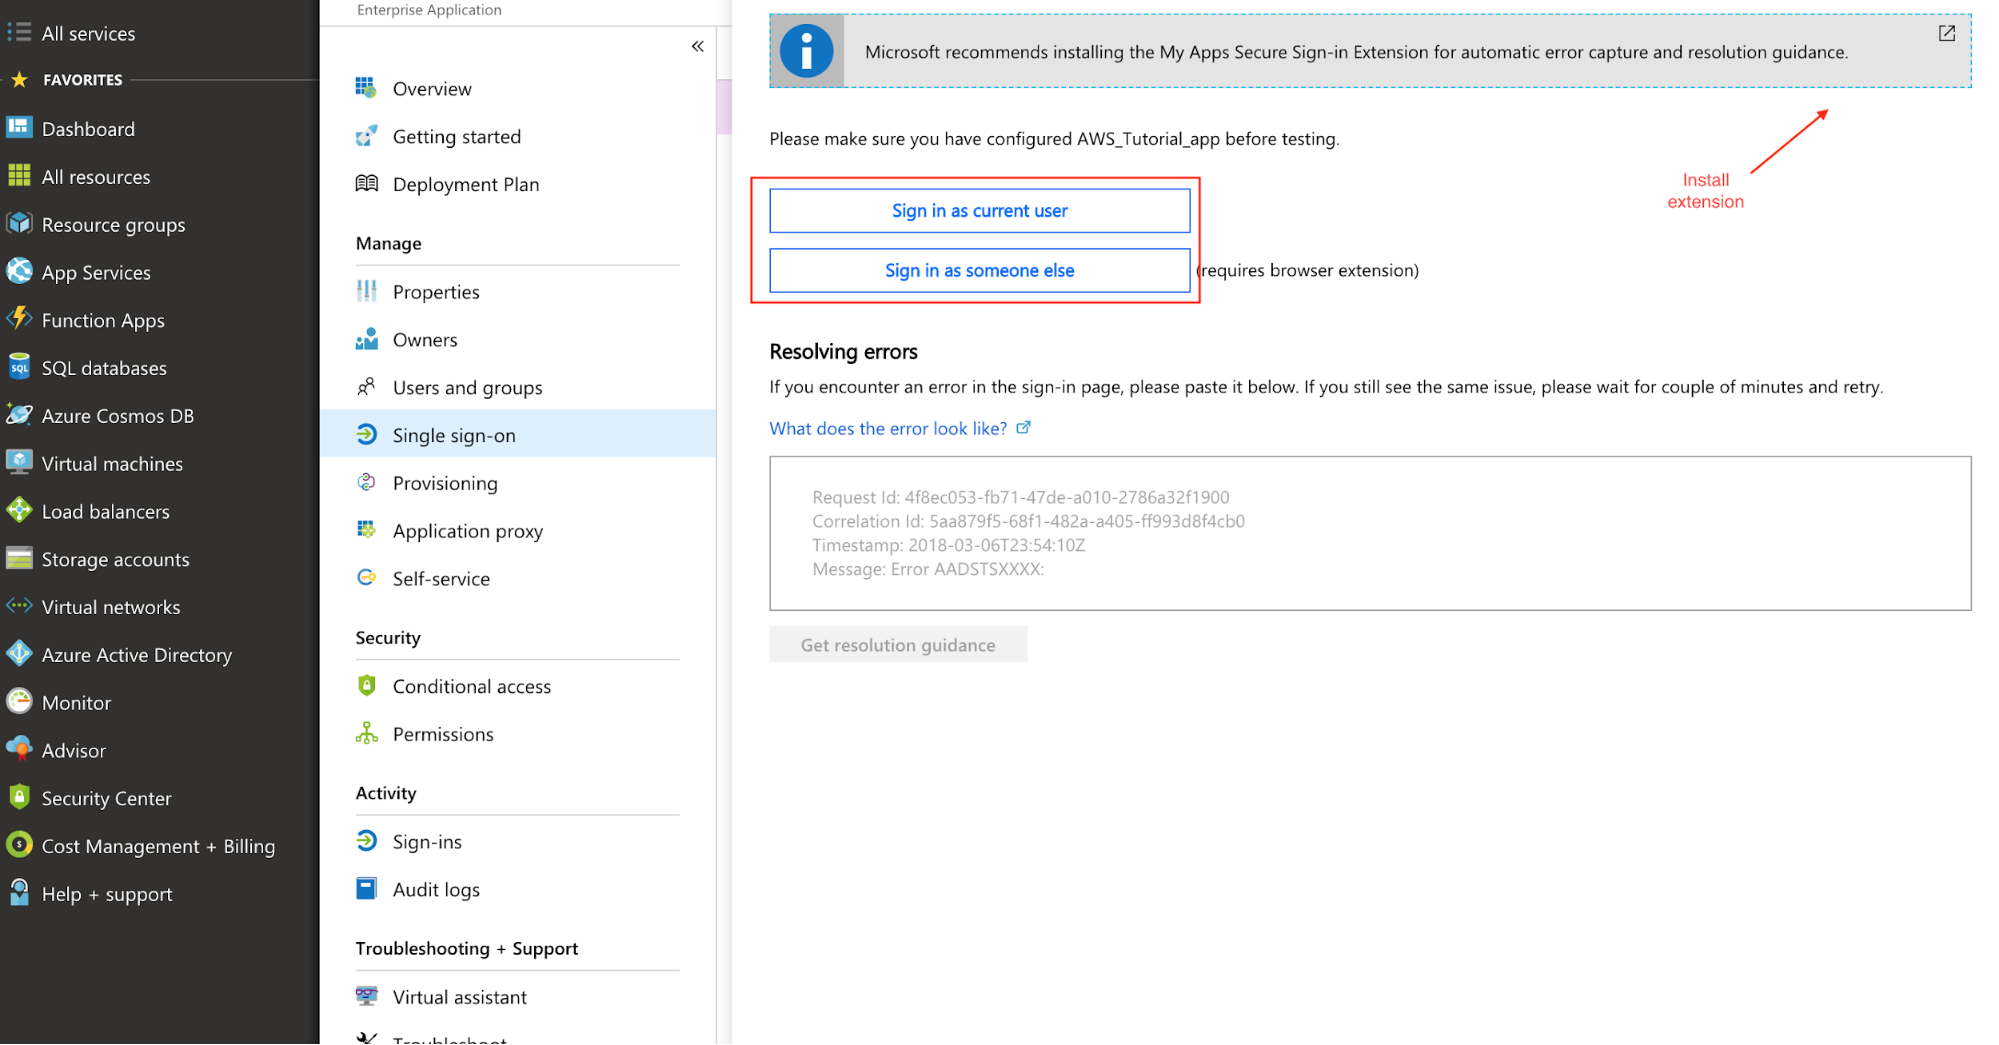 All services
FAVORITES
Dashboard
All resources
Resource groups
App Services
Function Apps
SQL databases
Azure Cosmos DB
Virtual machines
Load balancers
Storage accounts
Virtual networks
Azure Active Directory
Monitor
Advisor
Security Center
Cost Management + Billing
Help + support
Enterprise Application
«
Overview
Getting started
Deployment Plan
Manage
Properties
Owners
Users and groups
Single sign-on
Provisioning
Application proxy
Self-service
Security
Conditional access
Permissions
Activity
Sign-ins
Audit logs
Troubleshooting + Support
Virtual assistant
Troubleshoot
Microsoft recommends installing the My Apps Secure Sign-in Extension for automatic error capture and resolution guidance.
Please make sure you have configured AWS_Tutorial_app before testing.
Install
extension
Sign in as current user
Sign in as someone else (requires browser extension)
Resolving errors
If you encounter an error in the sign-in page, please paste it below. If you still see the same issue, please wait for couple of minutes and retry.
What does the error look like?
Request Id: 4f8ec053-fb71-47de-a010-2786a32f1900
Correlation Id: 5aa879f5-68f1-482a-a405-ff993d8f4cb0
Timestamp: 2018-03-06T23:54:10Z
Message: Error AADSTSXXXX:
Get resolution guidance